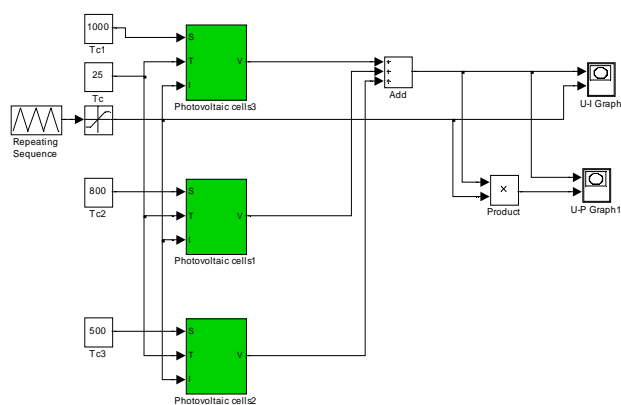 1000
Tc1
25
Tc
Repeating
Sequence
S
T
I
V
Photovoltaic cells3
+
+
+
Add
U-I Graph
800
Tc2
S
T
I
V
Photovoltaic cells1
×
Product
U-P Graph1
500
Tc3
S
T
I
V
Photovoltaic cells2